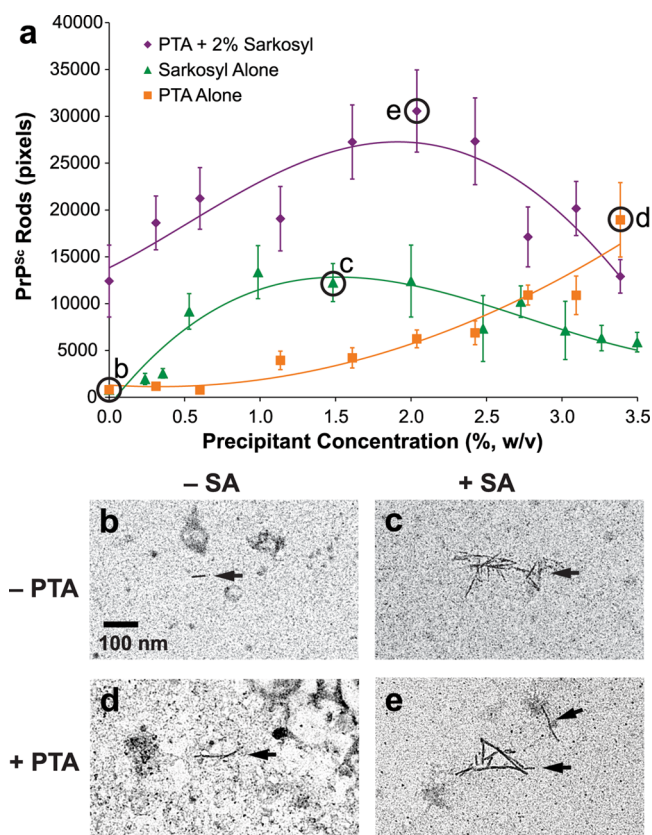 a
PTA + 2% Sarkosyl
Sarkosyl Alone
PTA Alone
PrPSc Rods (pixels)
40000
35000
30000
25000
20000
15000
10000
5000
0
b
c
d
e
0.0 0.5 1.0 1.5 2.0 2.5 3.0 3.5
Precipitant Concentration (%, w/v)
– SA + SA
b c
– PTA
100 nm
d e
+ PTA